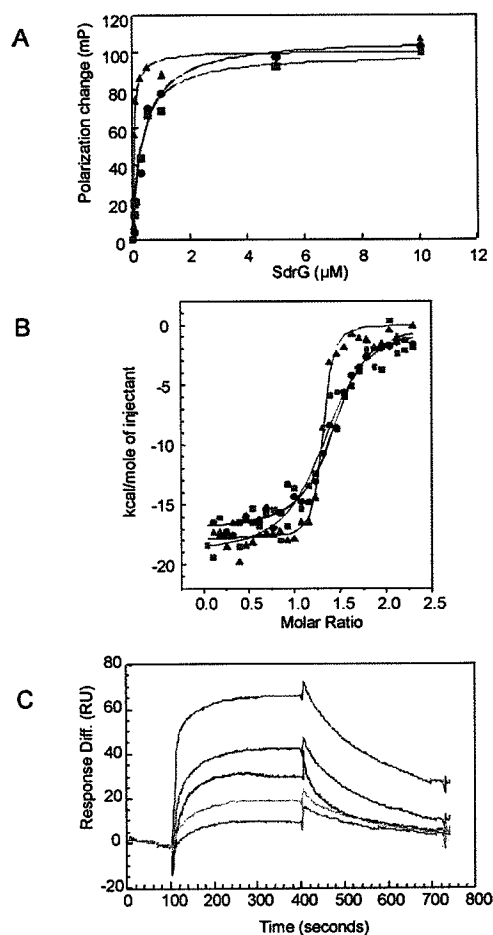 A
Polarization change (mP)
120
100
80
60
40
20
0
0 2 4 6 8 10 12
SdrG (µM)
B
kcal/mole of injectant
0
-5
-10
-15
-20
0.0 0.5 1.0 1.5 2.0 2.5
Molar Ratio
C
Response Diff. (RU)
80
60
40
20
0
-20
0 100 200 300 400 500 600 700 800
Time (seconds)